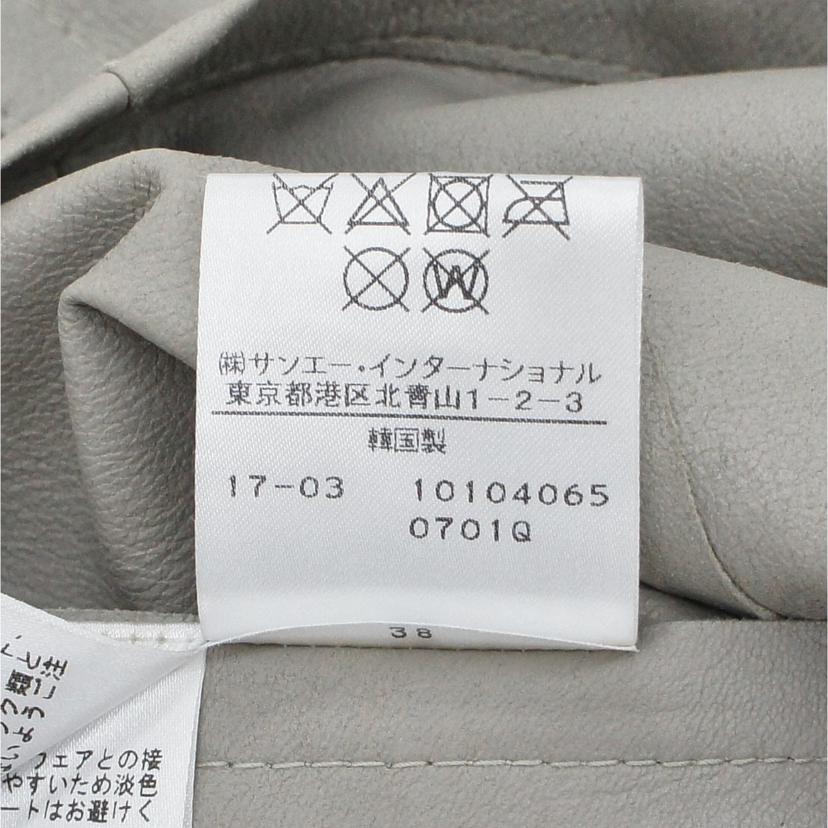 W
㈱サンエー・インターナショナル
東京都港区北青山1-2-3
韓国製
17-03 10104065
0701Q
38
フェアとの接
やすいため淡色
ートはお避けく